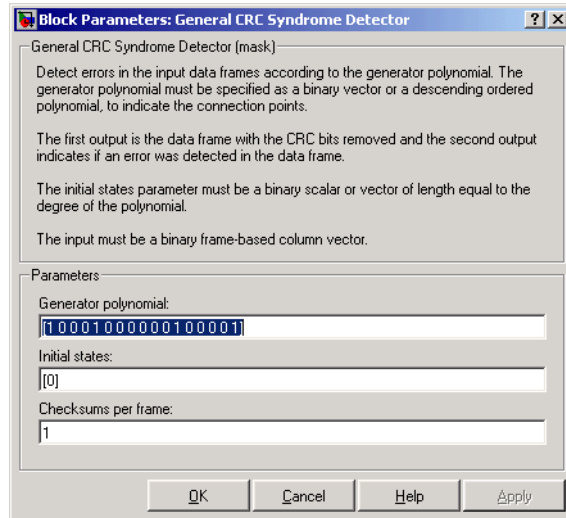 Block Parameters: General CRC Syndrome Detector
General CRC Syndrome Detector (mask)
Detect errors in the input data frames according to the generator polynomial. The
generator polynomial must be specified as a binary vector or a descending ordered
polynomial, to indicate the connection points.
The first output is the data frame with the CRC bits removed and the second output
indicates if an error was detected in the data frame.
The initial states parameter must be a binary scalar or vector of length equal to the
degree of the polynomial.
The input must be a binary frame-based column vector.
Parameters
Generator polynomial:
[1 0 0 0 1 0 0 0 0 0 0 1 0 0 0 0 1]
Initial states:
[0]
Checksums per frame:
1
OK Cancel Help Apply